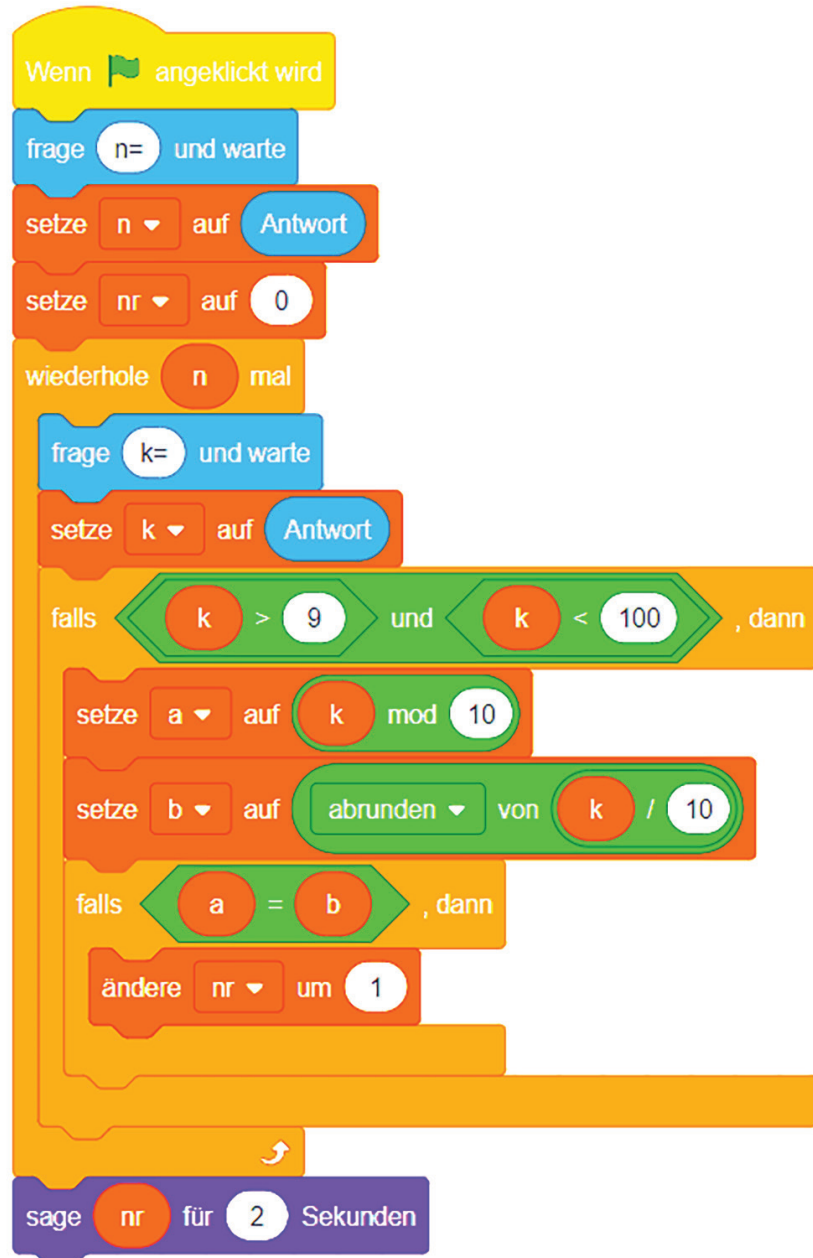 Wenn angeklickt wird
frage n= und warte
setze n auf Antwort
setze nr auf 0
wiederhole n mal
frage k= und warte
setze k auf Antwort
falls k > 9 und k < 100 , dann
setze a auf k mod 10
setze b auf abrunden von k / 10
falls a = b , dann
ändere nr um 1
sage nr für 2 Sekunden